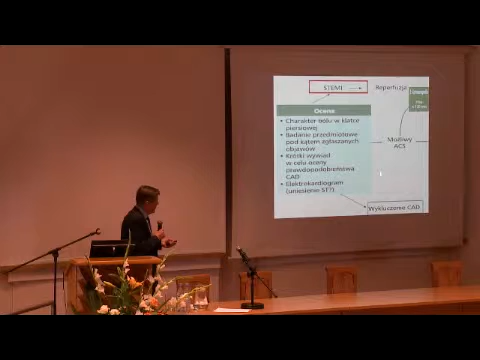 STEMI
Reperfuzja
Ocena
• Charakter bólu w klatce
piersiowej
• Badanie przedmiotowe
pod kątem zgłaszanych
objawów
• Krótki wywiad
w celu oceny
prawdopodobieństwa
CAD
• Elektrokardiogram
(uniesienie ST?)
Możliwy
ACS
Wykluczenie CAD